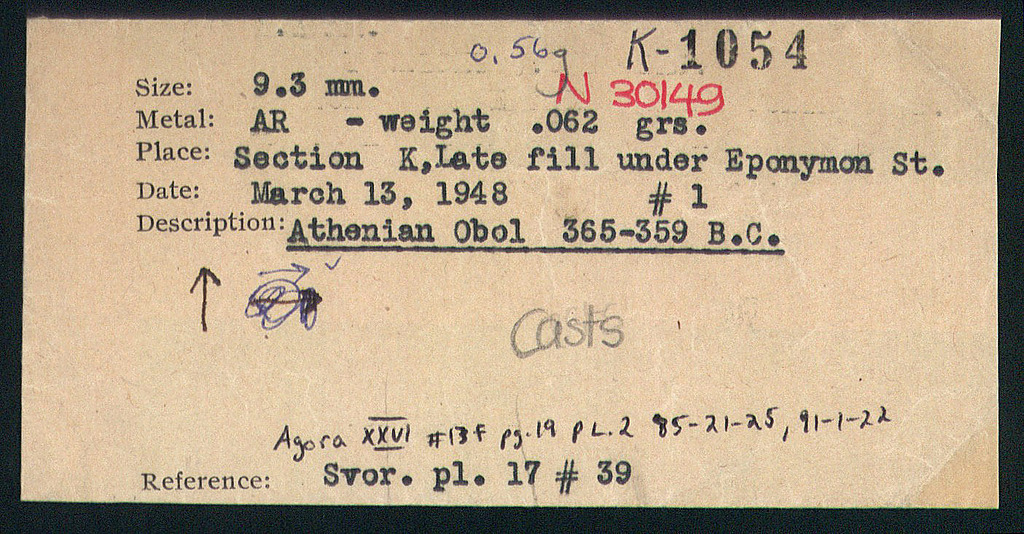 0.56g K-1054
Size: 9.3 mm. N 30149
Metal: AR - weight .062 grs.
Place: Section K,Late fill under Eponymon St.
Date: March 13, 1948 # 1
Description: Athenian Obol 365-359 B.C.
Casts
Agora XXVI #13f pg.19 pL.2 85-21-25, 91-1-22
Reference: Svor. pl. 17 # 39